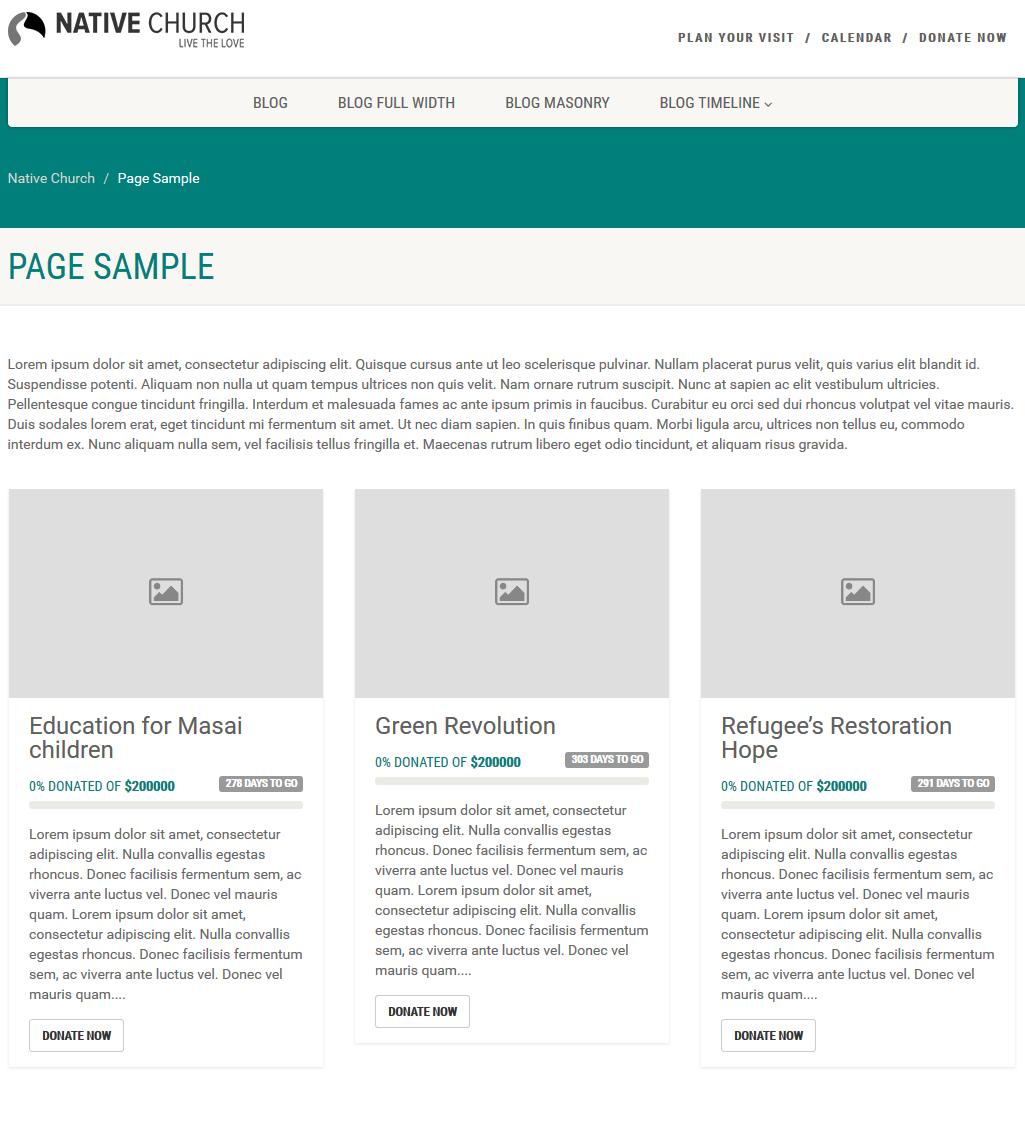 NATIVE CHURCH
LIVE THE LOVE
PLAN YOUR VISIT / CALENDAR / DONATE NOW
BLOG BLOG FULL WIDTH BLOG MASONRY BLOG TIMELINE
Native Church / Page Sample
PAGE SAMPLE
Lorem ipsum dolor sit amet, consectetur adipiscing elit. Quisque cursus ante ut leo scelerisque pulvinar. Nullam placerat purus velit, quis varius elit blandit id.
Suspendisse potenti. Aliquam non nulla ut quam tempus ultrices non quis velit. Nam ornare rutrum suscipit. Nunc at sapien ac elit vestibulum ultricies.
Pellentesque congue tincidunt fringilla. Interdum et malesuada fames ac ante ipsum primis in faucibus. Curabitur eu orci sed dui rhoncus volutpat vel vitae mauris.
Duis sodales lorem erat, eget tincidunt mi fermentum sit amet. Ut nec diam sapien. In quis finibus quam. Morbi ligula arcu, ultrices non tellus eu, commodo
interdum ex. Nunc aliquam nulla sem, vel facilisis tellus fringilla et. Maecenas rutrum libero eget odio tincidunt, et aliquam risus gravida.
Education for Masai
children
0% DONATED OF $200000 278 DAYS TO GO
Lorem ipsum dolor sit amet, consectetur
adipiscing elit. Nulla convallis egestas
rhoncus. Donec facilisis fermentum sem, ac
viverra ante luctus vel. Donec vel mauris
quam. Lorem ipsum dolor sit amet,
consectetur adipiscing elit. Nulla convallis
egestas rhoncus. Donec facilisis fermentum
sem, ac viverra ante luctus vel. Donec vel
mauris quam....
DONATE NOW
Green Revolution
0% DONATED OF $200000 303 DAYS TO GO
Lorem ipsum dolor sit amet, consectetur
adipiscing elit. Nulla convallis egestas
rhoncus. Donec facilisis fermentum sem, ac
viverra ante luctus vel. Donec vel mauris
quam. Lorem ipsum dolor sit amet,
consectetur adipiscing elit. Nulla convallis
egestas rhoncus. Donec facilisis fermentum
sem, ac viverra ante luctus vel. Donec vel
mauris quam....
DONATE NOW
Refugee’s Restoration
Hope
0% DONATED OF $200000 291 DAYS TO GO
Lorem ipsum dolor sit amet, consectetur
adipiscing elit. Nulla convallis egestas
rhoncus. Donec facilisis fermentum sem, ac
viverra ante luctus vel. Donec vel mauris
quam. Lorem ipsum dolor sit amet,
consectetur adipiscing elit. Nulla convallis
egestas rhoncus. Donec facilisis fermentum
sem, ac viverra ante luctus vel. Donec vel
mauris quam....
DONATE NOW